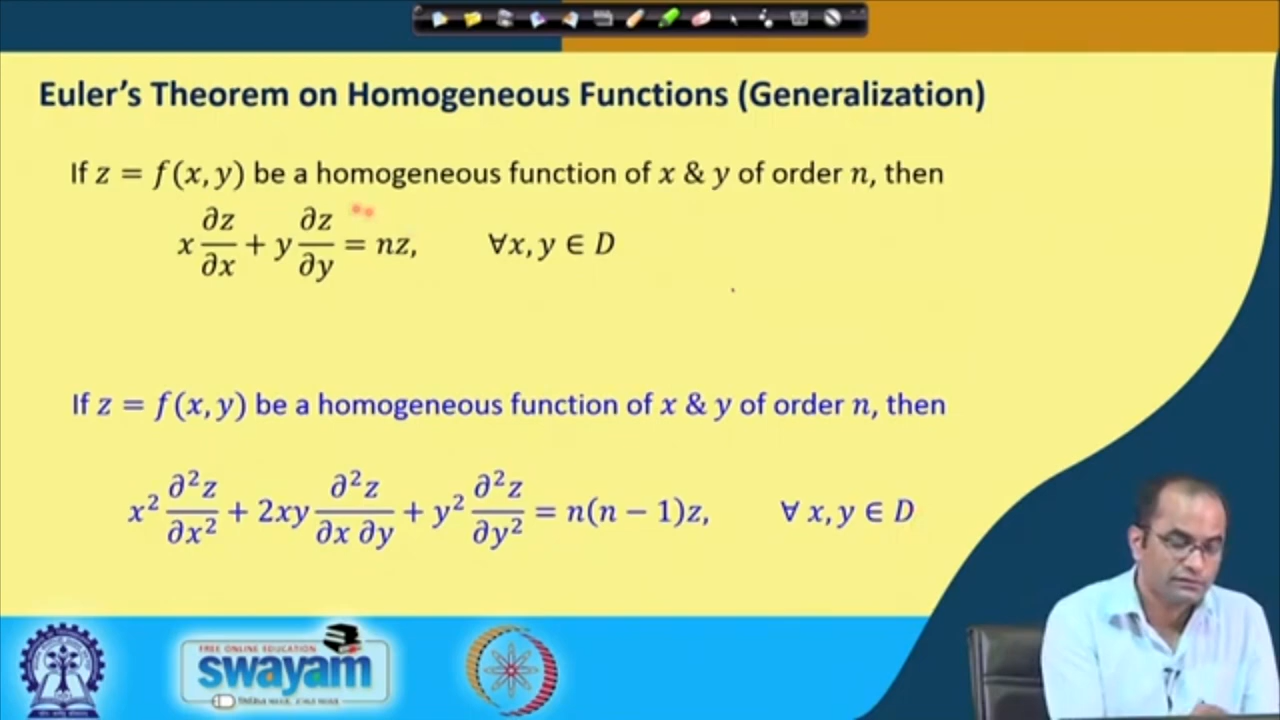 Euler’s Theorem on Homogeneous Functions (Generalization)
If z = f(x, y) be a homogeneous function of x & y of order n, then
x ∂z/∂x + y ∂z/∂y = nz, ∀x, y ∈ D
If z = f(x, y) be a homogeneous function of x & y of order n, then
x² ∂²z/∂x² + 2xy ∂²z/∂x ∂y + y² ∂²z/∂y² = n(n − 1)z, ∀ x, y ∈ D
FREE ONLINE EDUCATION
swayam